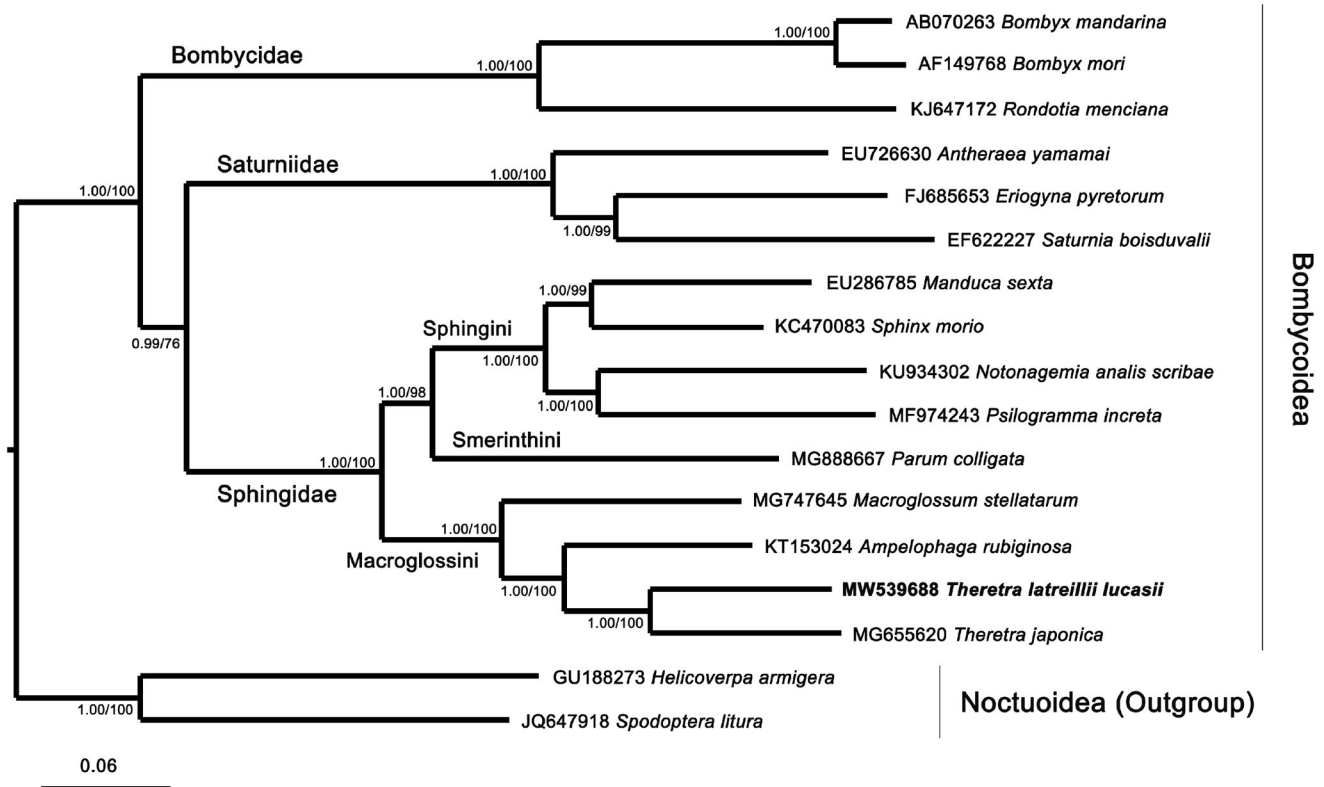 AB070263 Bombyx mandarina
1.00/100
Bombycidae
1.00/100
AF149768 Bombyx mori
KJ647172 Rondotia menciana
EU726630 Antheraea yamamai
Saturniidae
1.00/100
1.00/100
FJ685653 Eriogyna pyretorum
1.00/99
EF622227 Saturnia boisduvalii
EU286785 Manduca sexta
1.00/99
KC470083 Sphinx morio
Sphingini
0.99/76
1.00/100
KU934302 Notonagemia analis scribae
1.00/98
1.00/100
MF974243 Psilogramma increta
Smerinthini
MG888667 Parum colligata
1.00/100
Sphingidae
MG747645 Macroglossum stellatarum
1.00/100
KT153024 Ampelophaga rubiginosa
Macroglossini
1.00/100
MW539688 Theretra latreillii lucasii
1.00/100
MG655620 Theretra japonica
Bombycoidea
GU188273 Helicoverpa armigera
1.00/100
Noctuoidea (Outgroup)
JQ647918 Spodoptera litura
0.06